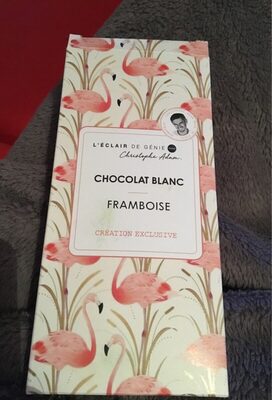 L'ÉCLAIR DE GÉNIE
Christophe Adam
CHOCOLAT BLANC
FRAMBOISE
CRÉATION EXCLUSIVE